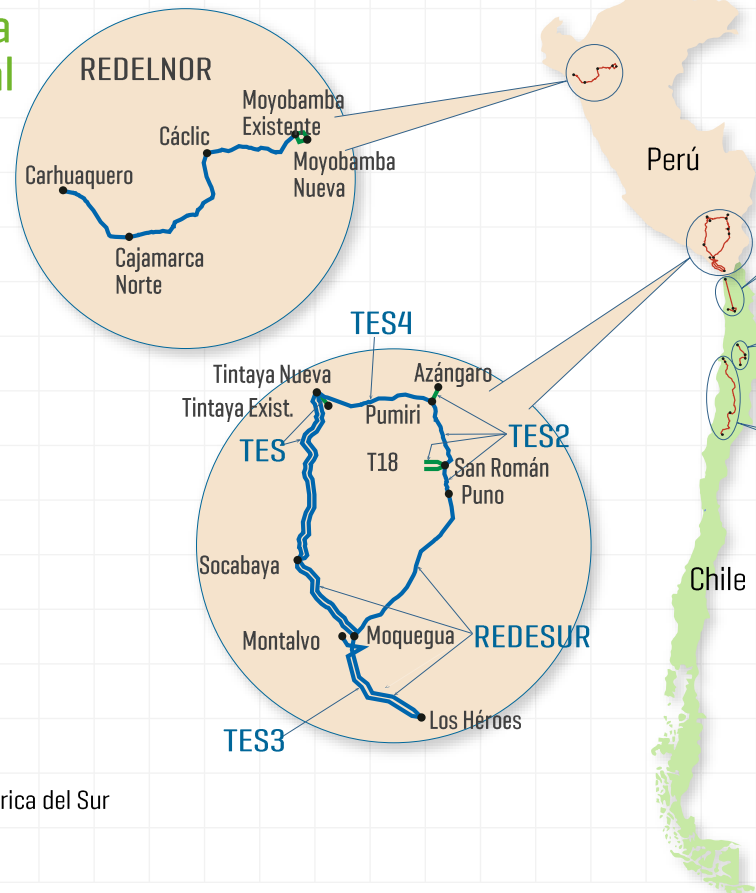 REDELNOR
Moyobamba
Existente
Cáclic
Moyobamba
Nueva
Carhuaquero
Cajamarca
Norte
Perú
TES4
Tintaya Nueva
Azángaro
Tintaya Exist.
Pumiri
TES2
TES
T18
San Román
Puno
Socabaya
Chile
Montalvo
Moquegua
REDESUR
Los Héroes
TES3
rica del Sur